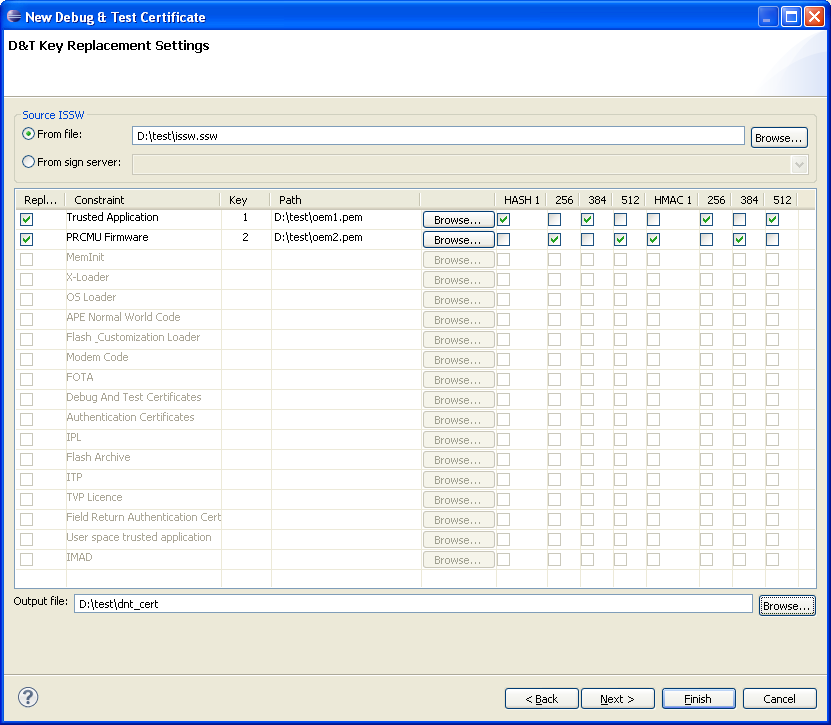 New Debug & Test Certificate
D&T Key Replacement Settings
Source ISSW
From file: D:\test\issw.ssw Browse...
From sign server:
Repl... Constraint Key Path HASH 1 256 384 512 HMAC 1 256 384 512
Trusted Application 1 D:\test\oem1.pem Browse...
PRCMU Firmware 2 D:\test\oem2.pem Browse...
MemInit Browse...
X-Loader Browse...
OS Loader Browse...
APE Normal World Code Browse...
Flash _Customization Loader Browse...
Modem Code Browse...
FOTA Browse...
Debug And Test Certificates Browse...
Authentication Certificates Browse...
IPL Browse...
Flash Archive Browse...
ITP Browse...
TVP Licence Browse...
Field Return Authentication Cert Browse...
User space trusted application Browse...
IMAD Browse...
Output file: D:\test\dnt_cert Browse...
? < Back Next > Finish Cancel